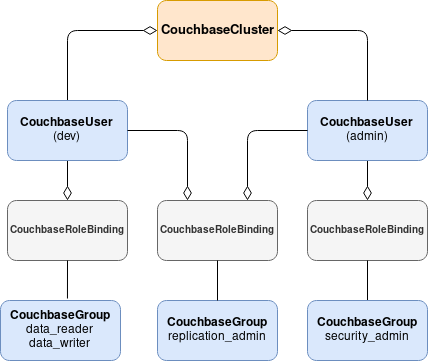 CouchbaseCluster
CouchbaseUser
(dev)
CouchbaseUser
(admin)
CouchbaseRoleBinding
CouchbaseRoleBinding
CouchbaseRoleBinding
CouchbaseGroup
data_reader
data_writer
CouchbaseGroup
replication_admin
CouchbaseGroup
security_admin